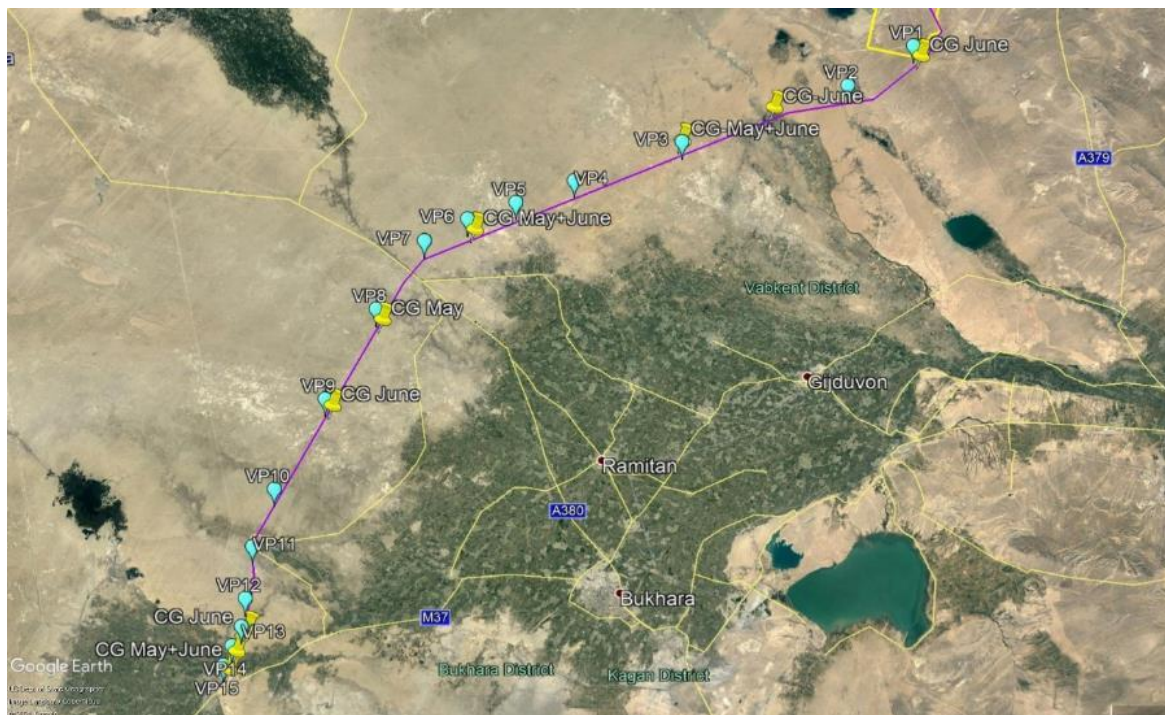 VP1
CG June
VP2
CG-June
CG-May+June
VP3
A379
VP4
VP5
VP6
CG-May+June
VP7
Vabkent District
VP8
CG May
Gijduvon
VP9
CG June
Ramitan
VP10
A380
VP11
VP12
Bukhara
CG June
M37
VP13
CG May+June
Google Earth
VP14
Bukhara District
Kagan District
VP15